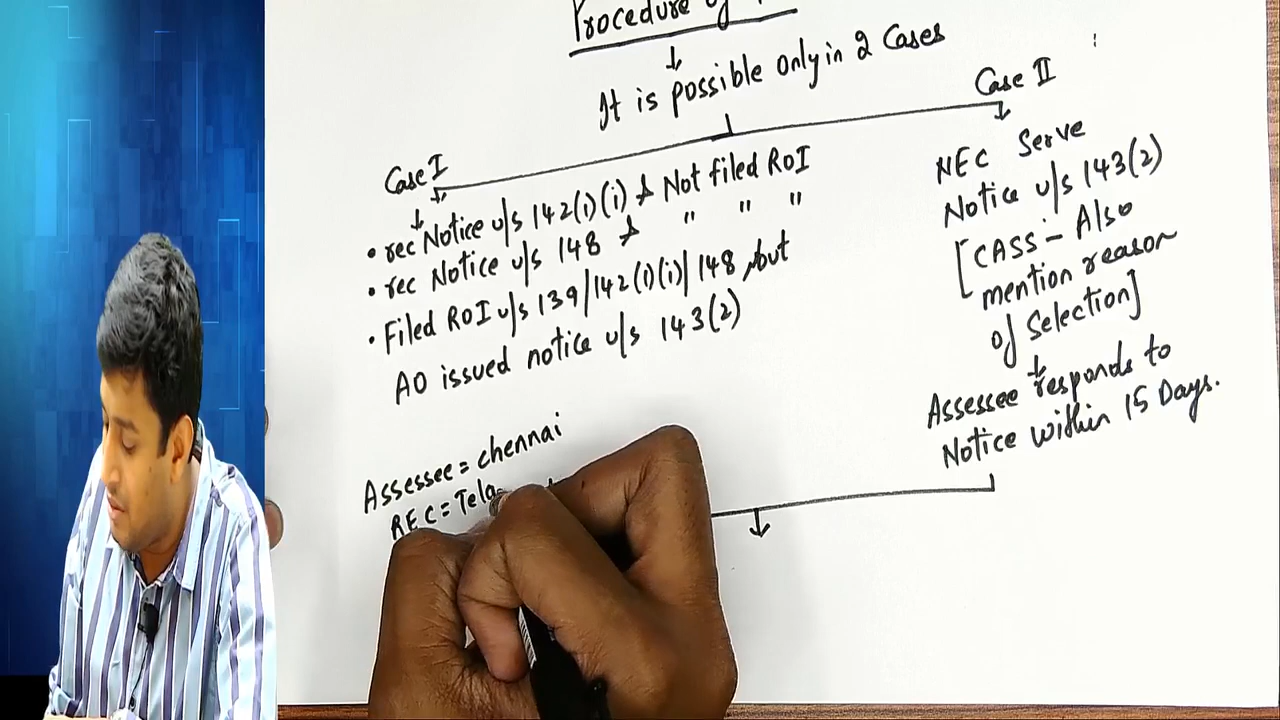 Procedure of
↓
It is possible Only in 2 Cases
Case I
• rec Notice u/s 142(1)(i) & Not filed RoI
• rec Notice u/s 148 & " " "
• Filed RoI u/s 139/142(1)(i)/148, but
AO issued notice u/s 143(2)
Case II
NEC Serve
Notice u/s 143(2)
[CASS - Also
mention reason
of Selection]
↓
Assessee responds to
Notice within 15 Days.
Assessee = chennai
REC = Tela